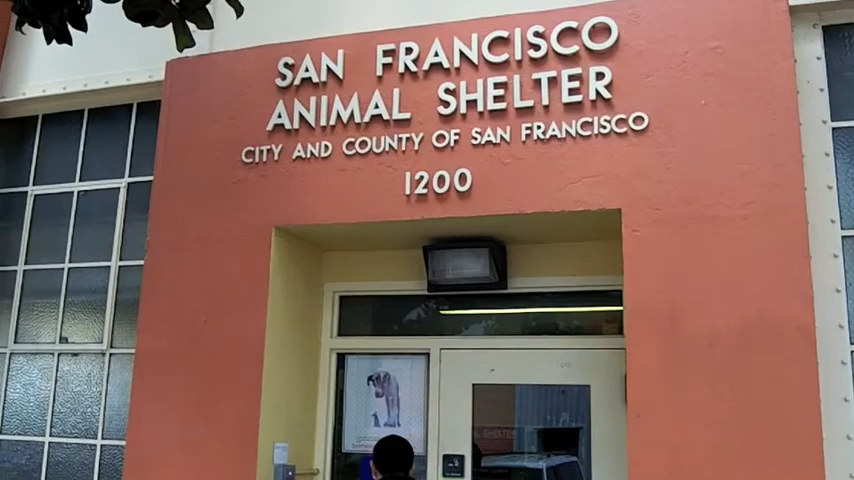 SAN FRANCISCO
ANIMAL SHELTER
CITY AND COUNTY OF SAN FRANCISCO
1200